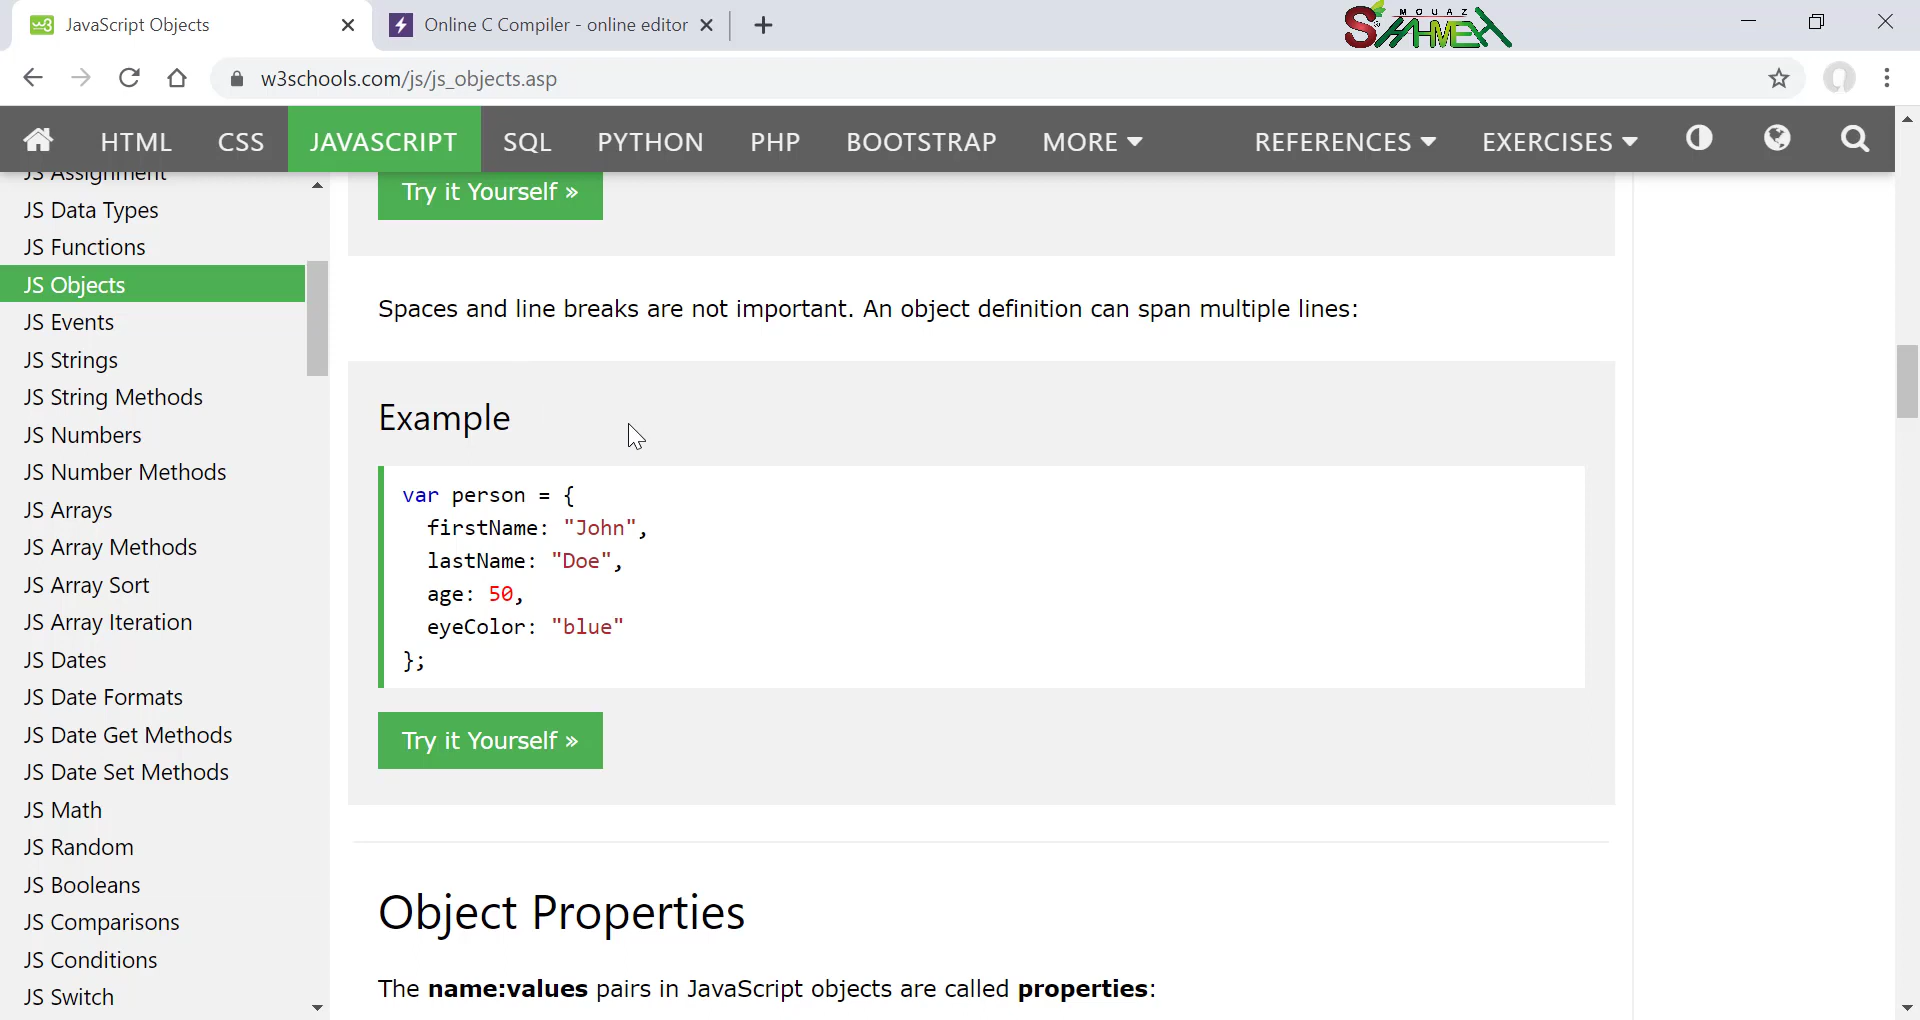 JavaScript Objects
Online C Compiler - online editor
MOUAZ
SHAHMEX
w3schools.com/js/js_objects.asp
HTML CSS JAVASCRIPT SQL PYTHON PHP BOOTSTRAP MORE REFERENCES EXERCISES
JS Assignment
JS Data Types
JS Functions
JS Objects
JS Events
JS Strings
JS String Methods
JS Numbers
JS Number Methods
JS Arrays
JS Array Methods
JS Array Sort
JS Array Iteration
JS Dates
JS Date Formats
JS Date Get Methods
JS Date Set Methods
JS Math
JS Random
JS Booleans
JS Comparisons
JS Conditions
JS Switch
Try it Yourself »
Spaces and line breaks are not important. An object definition can span multiple lines:
Example
var person = {
firstName: "John",
lastName: "Doe",
age: 50,
eyeColor: "blue"
};
Try it Yourself »
Object Properties
The name:values pairs in JavaScript objects are called properties: